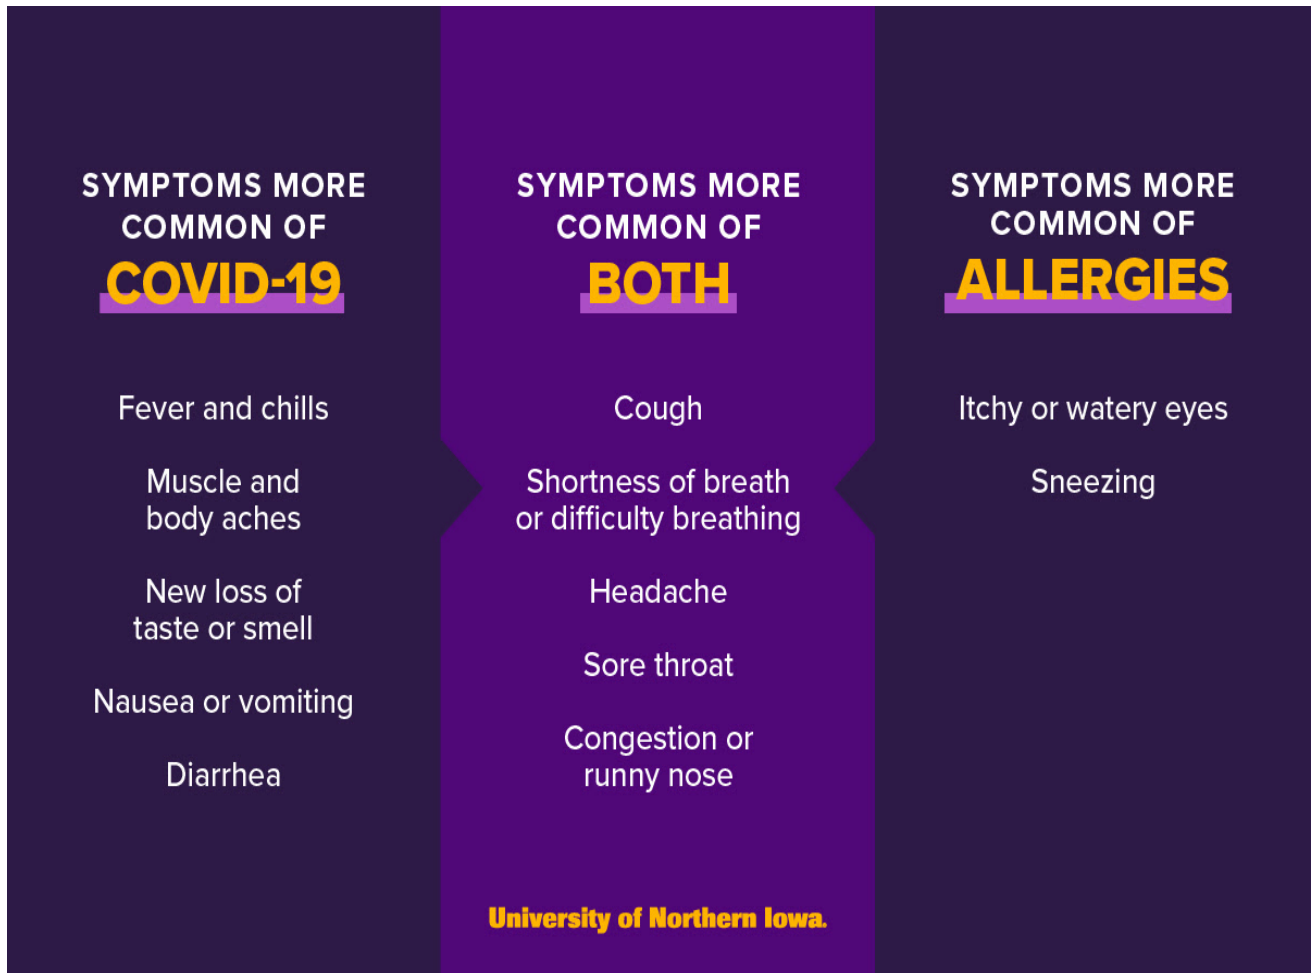 SYMPTOMS MORE
COMMON OF
COVID-19
Fever and chills
Muscle and
body aches
New loss of
taste or smell
Nausea or vomiting
Diarrhea
SYMPTOMS MORE
COMMON OF
BOTH
Cough
Shortness of breath
or difficulty breathing
Headache
Sore throat
Congestion or
runny nose
University of Northern Iowa.
SYMPTOMS MORE
COMMON OF
ALLERGIES
Itchy or watery eyes
Sneezing